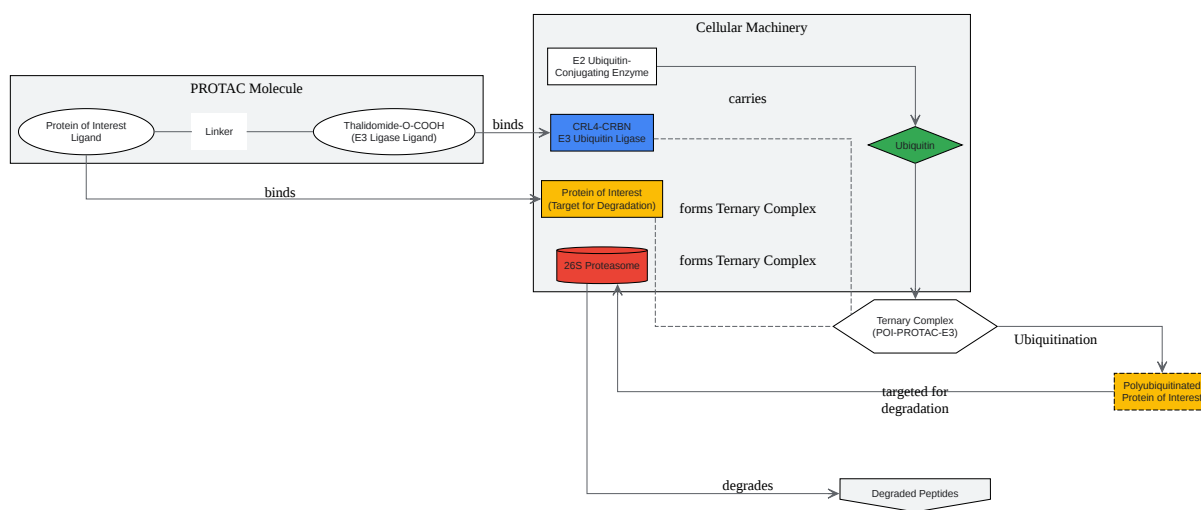 Cellular Machinery
E2 Ubiquitin-
Conjugating Enzyme
PROTAC Molecule
carries
Protein of Interest
Ligand
Linker
Thalidomide-O-COOH
(E3 Ligase Ligand)
binds
CRL4-CRBN
E3 Ubiquitin Ligase
Ubiquitin
binds
Protein of Interest
(Target for Degradation)
forms Ternary Complex
forms Ternary Complex
26S Proteasome
Ternary Complex
(POI-PROTAC-E3)
Ubiquitination
targeted for
degradation
Polyubiquitinated
Protein of Interest
degrades
Degraded Peptides